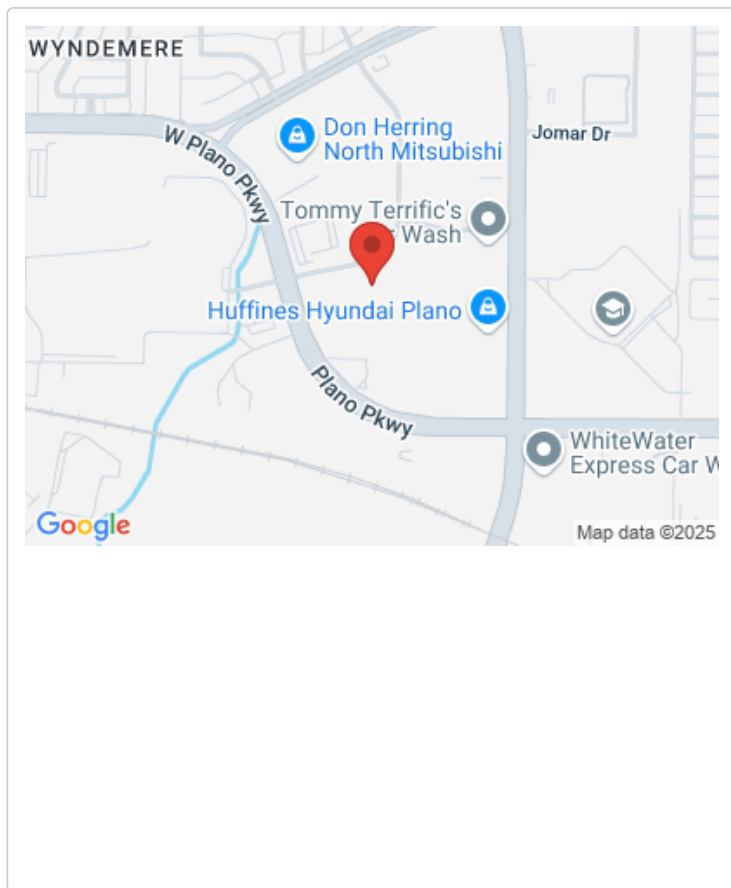 WYNDEMERE
W Plano Pkwy
Don Herring
North Mitsubishi
Jomar Dr
Tommy Terrific's
Wash
Huffines Hyundai Plano
Plano Pkwy
WhiteWater
Express Car W
Google
Map data ©2025